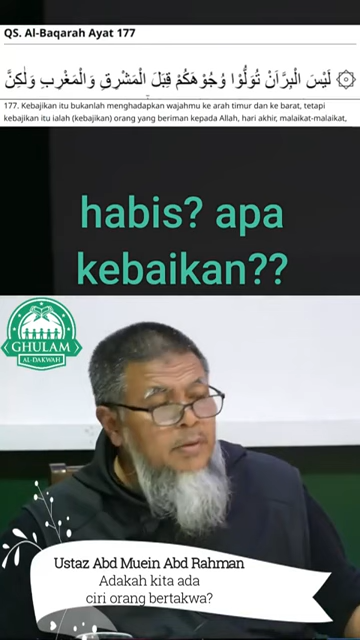 QS. Al-Baqarah Ayat 177
۞ لَيْسَ الْبِرَّاَنْ تُوَلُّوْا وُجُوْهَكُمْ قِبَلَ الْمَشْرِقِ وَالْمَغْرِبِ وَلٰكِنَّ
177. Kebajikan itu bukanlah menghadapkan wajahmu ke arah timur dan ke barat, tetapi
kebajikan itu ialah (kebajikan) orang yang beriman kepada Allah, hari akhir, malaikat-malaikat,
habis? apa
kebaikan??
GHULAM
AL-DAKWAH
Ustaz Abd Muein Abd Rahman
Adakah kita ada
ciri orang bertakwa?